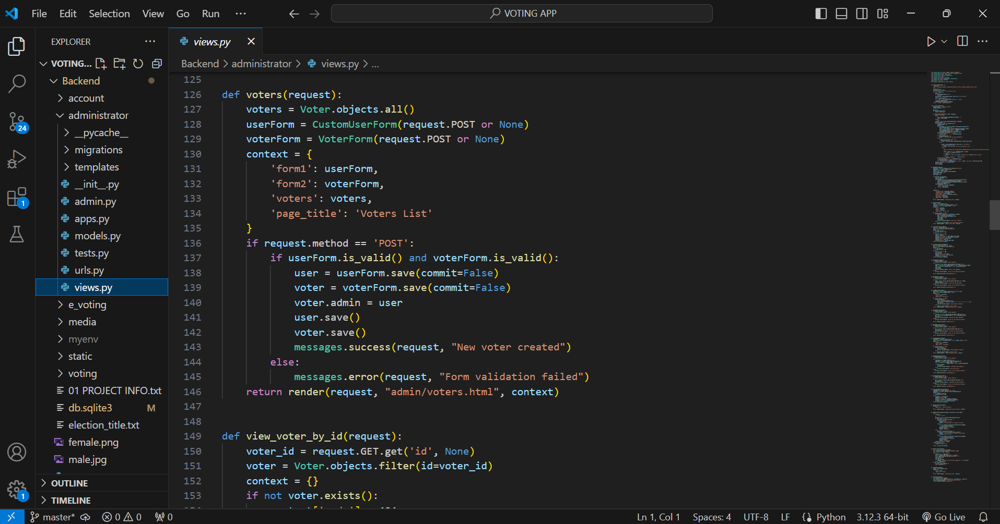 File Edit Selection View Go Run ···
VOTING APP
EXPLORER
VOTING...
Backend
account
administrator
__pycache__
migrations
templates
__init__.py
admin.py
apps.py
models.py
tests.py
urls.py
views.py
e_voting
media
myenv
static
voting
01 PROJECT INFO.txt
db.sqlite3 M
election_title.txt
female.png
male.jpg
OUTLINE
TIMELINE
24
1
1
views.py
Backend > administrator > views.py > ...
125
126 def voters(request):
127 voters = Voter.objects.all()
128 userForm = CustomUserForm(request.POST or None)
129 voterForm = VoterForm(request.POST or None)
130 context = {
131 'form1': userForm,
132 'form2': voterForm,
133 'voters': voters,
134 'page_title': 'Voters List'
135 }
136 if request.method == 'POST':
137 if userForm.is_valid() and voterForm.is_valid():
138 user = userForm.save(commit=False)
139 voter = voterForm.save(commit=False)
140 voter.admin = user
141 user.save()
142 voter.save()
143 messages.success(request, "New voter created")
144 else:
145 messages.error(request, "Form validation failed")
146 return render(request, "admin/voters.html", context)
147
148
149 def view_voter_by_id(request):
150 voter_id = request.GET.get('id', None)
151 voter = Voter.objects.filter(id=voter_id)
152 context = {}
153 if not voter.exists():
master* 0 0 0 Ln 1, Col 1 Spaces: 4 UTF-8 LF Python 3.12.3 64-bit Go Live